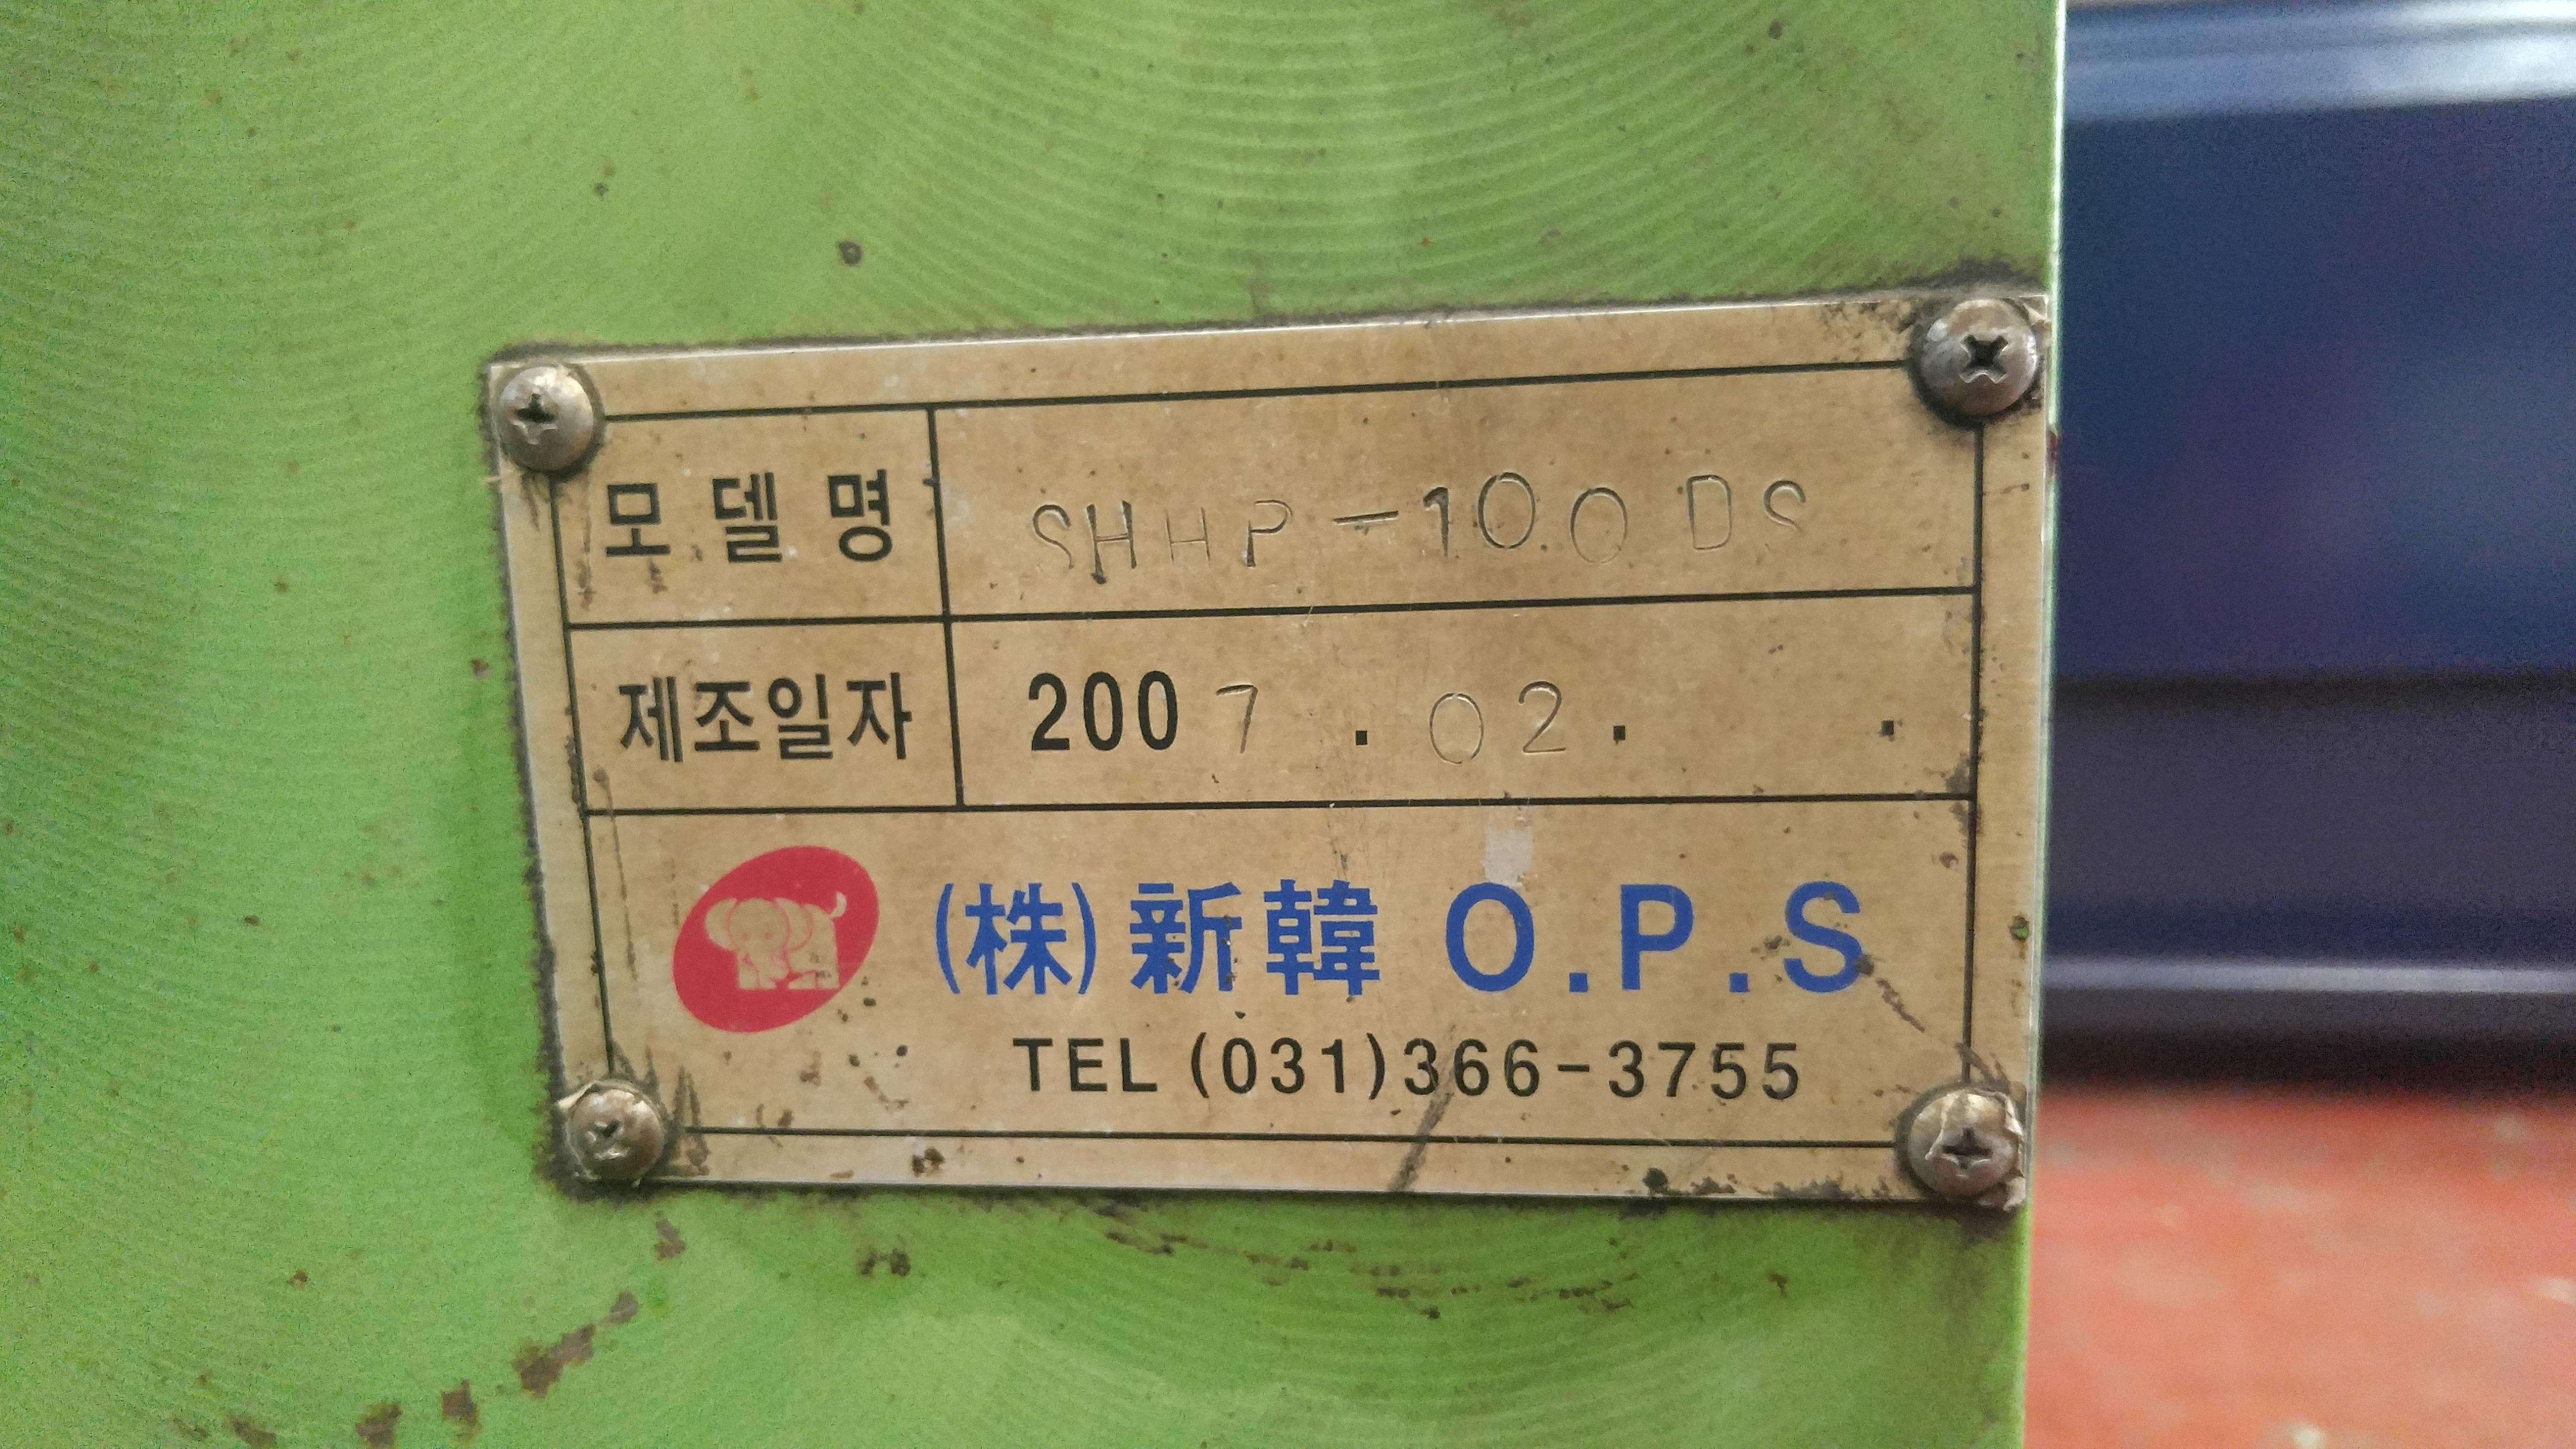 모델명 SHHP-100DS
제조일자 2007.02. .
(株)新韓 O.P.S
TEL (031)366-3755